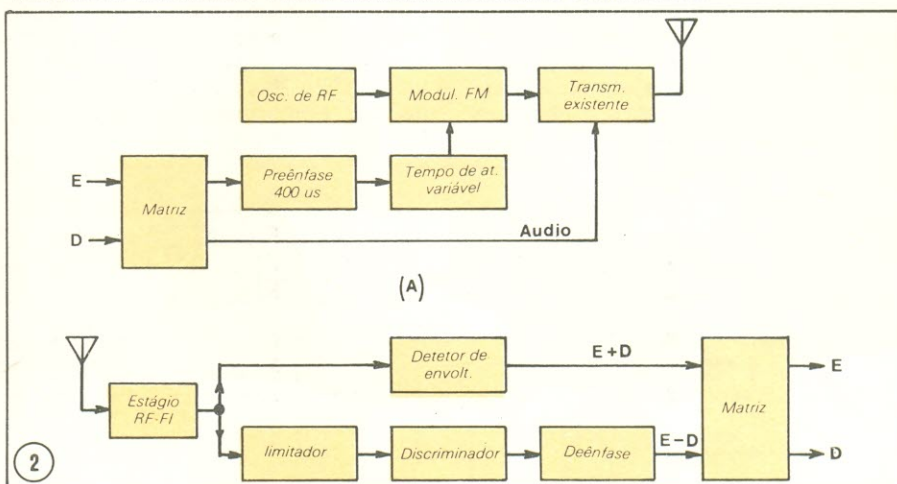 Osc. de RF
Modul. FM
Transm.
existente
E
D
Matriz
Preênfase
400 us
Tempo de at.
variável
Audio
(A)
Estágio
RF-FI
Detetor de
envolt.
E+D
limitador
Discriminador
Deênfase
E-D
Matriz
E
D
2